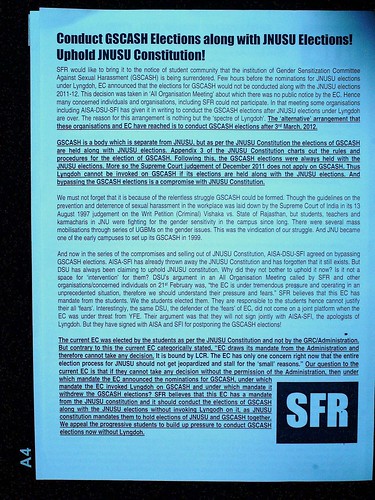 Conduct GSCASH Elections along with JNUSU Elections!
Uphold JNUSU Constitution!
SFR would like to bring it to the notice of student community that the institution of Gender Sensitization Committee
Against Sexual Harassment (GSCASH) is being surrendered. Few hours before the nominations for JNUSU elections
under Lyngdoh, EC announced that the elections for GSCASH would not be conducted along with the JNUSU elections
2011-12. This decision was taken in 'All Organisation Meeting' about which there was no public notice by the EC. Hence
many concerned individuals and organisations, including SFR could not participate. In that meeting some organisations
including AISA-DSU-SFI has given it in writing to conduct the GSCASH elections after JNUSU elections under Lyngdoh
are over. The reason for this arrangement is nothing but the 'spectre of Lyngdoh'. The 'alternative' arrangement that
these organisations and EC have reached is to conduct GSCASH elections after 3rd March, 2012.
GSCASH is a body which is separate from JNUSU, but as per the JNUSU Constitution the elections of GSCASH
are held along with JNUSU elections. Appendix 3 of the JNUSU Constitution charts out the rules and
procedures for the election of GSCASH. Following this, the GSCASH elections were always held with the
JNUSU elections. More so the Supreme Court judgement of December 2011 does not apply on GSCASH. Thus
Lyngdoh cannot be invoked on GSCASH if its elections are held along with the JNUSU elections. And
bypassing the GSCASH elections is a compromise with JNUSU Constitution.
We must not forget that it is because of the relentless struggle GSCASH could be formed. Though the guidelines on the
prevention and deterrence of sexual harassment in the workplace was laid down by the Supreme Court of India in its 13
August 1997 judgement on the Writ Petition (Criminal) Vishaka vs. State of Rajasthan, but students, teachers and
karmacharis in JNU were fighting for the gender sensitivity in the campus since long. There were several mass
mobilisations through series of UGBMs on the gender issues. This was the vindication of our struggle. And JNU became
one of the early campuses to set up its GSCASH in 1999.
And now in the series of the compromises and selling out of JNUSU Constitution, AISA-DSU-SFI agreed on bypassing
GSCASH elections. AISA-SFI has already thrown away the JNUSU Constitution and has forgotten that it still exists. But
DSU has always been claiming to uphold JNUSU constitution. Why did they not bother to uphold it now? Is it not a
space for 'intervention' for them? DSU's argument in an All Organisation Meeting called by SFR and other
organisations/concerned individuals on 21st February was, "the EC is under tremendous pressure and operating in an
unprecedented situation, therefore we should understand their pressure and fears." SFR believes that this EC has
mandate from the students. We the students elected them. They are responsible to the students hence cannot justify
their all 'fears'. Interestingly, the same DSU, the defender of the 'fears' of EC, did not come on a joint platform when the
EC was under threat from YFE. Their argument was that they will not sign jointly with AISA-SFI, the apologists of
Lyngdoh. But they have signed with AISA and SFI for postponing the GSCASH elections!
The current EC was elected by the students as per the JNUSU Constitution and not by the GRC/Administration.
But contrary to this the current EC categorically stated, "EC draws its mandate from the Administration and
therefore cannot take any decision. It is bound by LCR. The EC has only one concern right now that the entire
election process for JNUSU should not get jeopardized and stall for the 'small' reasons." Our question to the
current EC is that if they cannot take any decision without the permission of the Administration, then under
which mandate the EC announced the nominations for GSCASH, under which
mandate the EC invoked Lyngdoh on GSCASH and under which mandate it
withdrew the GSCASH elections? SFR believes that this EC has a mandate
from the JNUSU constitution and it should conduct the elections of GSCASH
along with the JNUSU elections without invoking Lyngdoh on it, as JNUSU
constitution mandates them to hold elections of JNUSU and GSCASH together.
We appeal the progressive students to build up pressure to conduct GSCASH
elections now without Lyngdoh.
SFR
A4